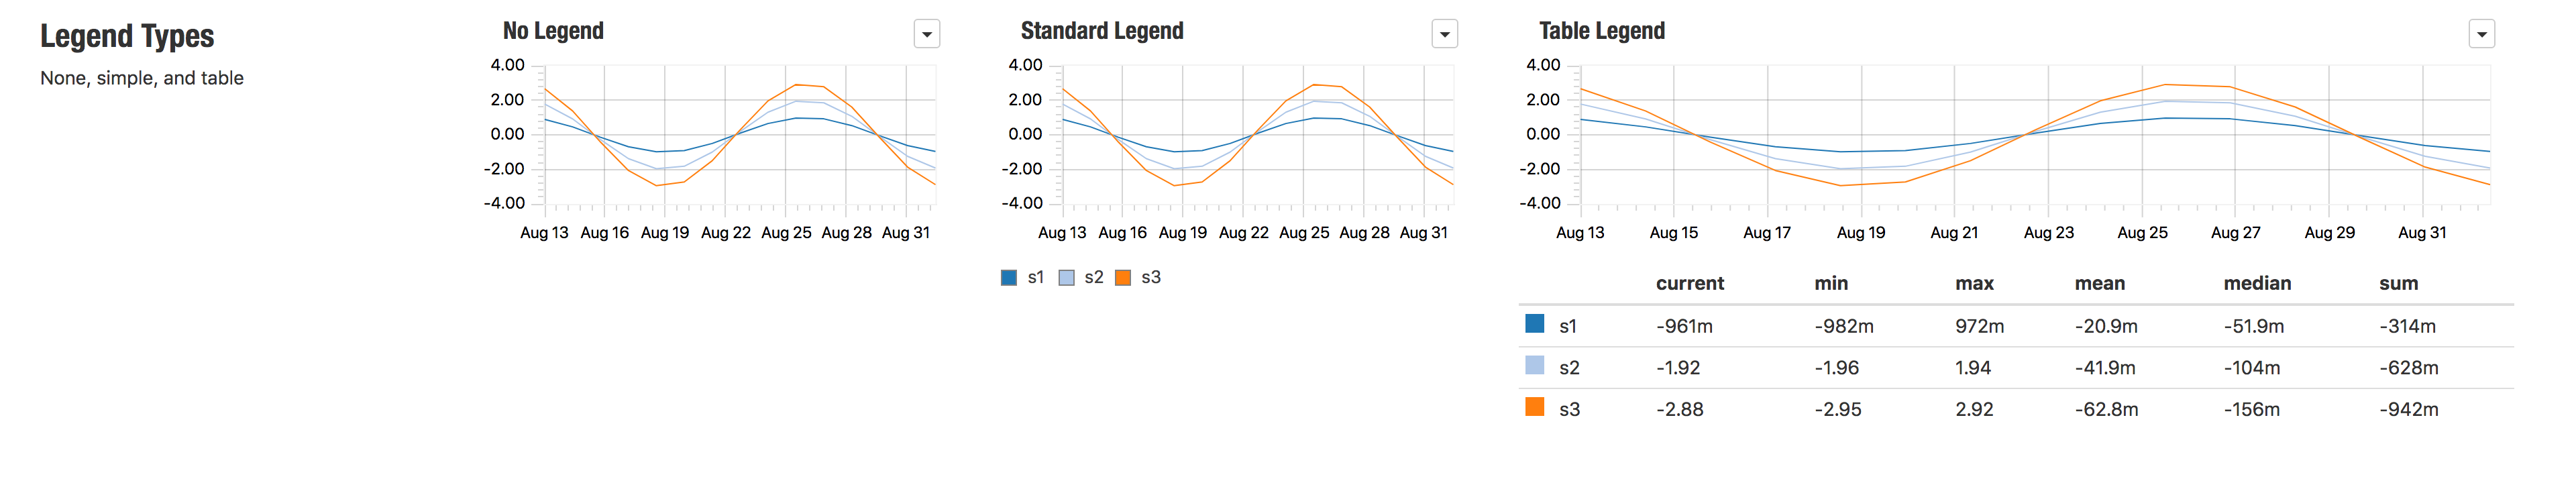 Legend Types
None, simple, and table
No Legend
4.00
2.00
0.00
-2.00
-4.00
Aug 13 Aug 16 Aug 19 Aug 22 Aug 25 Aug 28 Aug 31
Standard Legend
4.00
2.00
0.00
-2.00
-4.00
Aug 13 Aug 16 Aug 19 Aug 22 Aug 25 Aug 28 Aug 31
s1 s2 s3
Table Legend
4.00
2.00
0.00
-2.00
-4.00
Aug 13 Aug 15 Aug 17 Aug 19 Aug 21 Aug 23 Aug 25 Aug 27 Aug 29 Aug 31
current min max mean median sum
s1 -961m -982m 972m -20.9m -51.9m -314m
s2 -1.92 -1.96 1.94 -41.9m -104m -628m
s3 -2.88 -2.95 2.92 -62.8m -156m -942m